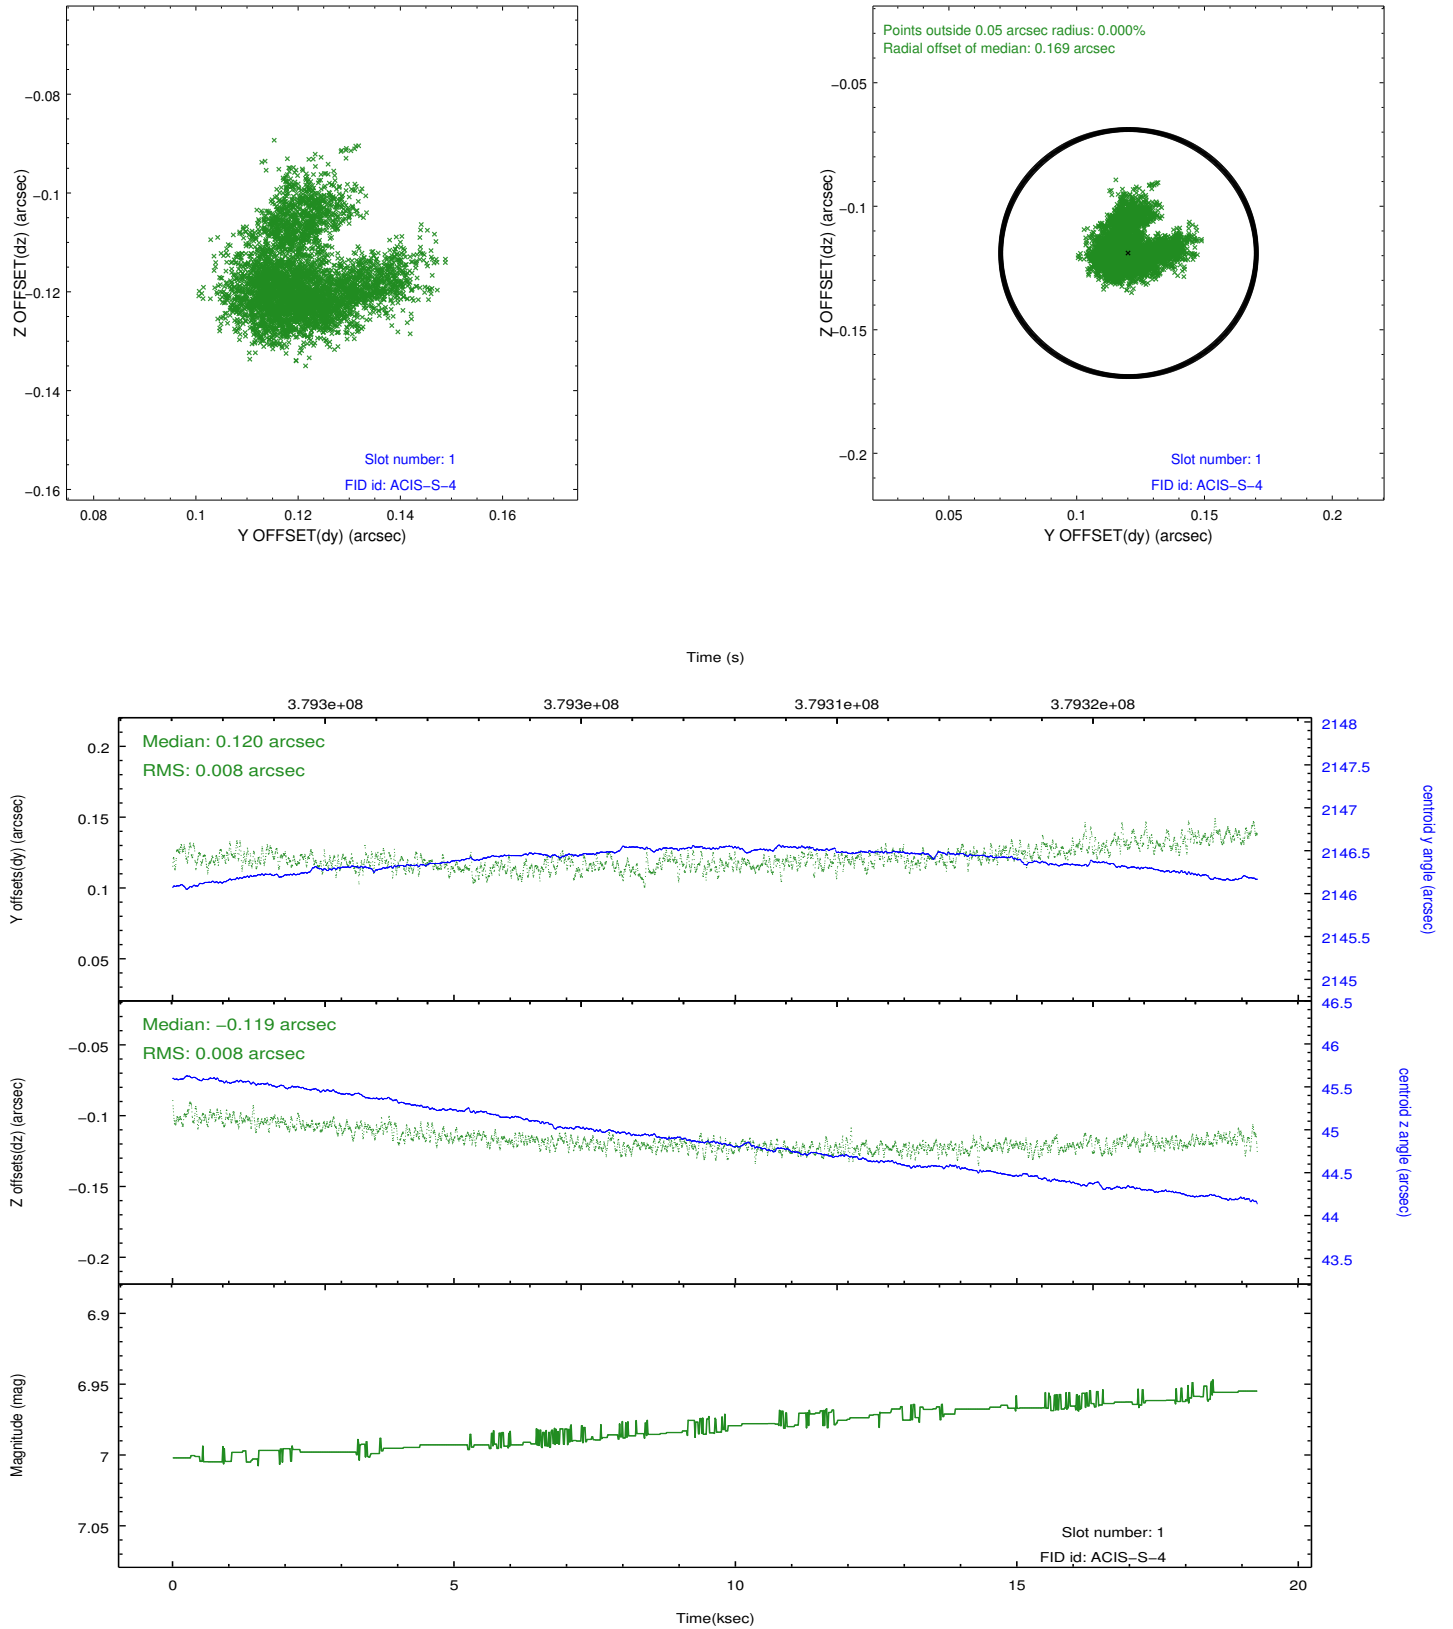 −0.08
−0.1
−0.12
−0.14
−0.16
Z OFFSET(dz) (arcsec)
Slot number: 1
FID id: ACIS−S−4
0.08
0.1
0.12
0.14
0.16
Y OFFSET(dy) (arcsec)
Points outside 0.05 arcsec radius: 0.000%
Radial offset of median: 0.169 arcsec
−0.05
−0.1
−0.15
−0.2
Z OFFSET(dz) (arcsec)
Slot number: 1
FID id: ACIS−S−4
0.05
0.1
0.15
0.2
Y OFFSET(dy) (arcsec)
Time (s)
3.793e+08
3.793e+08
3.7931e+08
3.7932e+08
Median: 0.120 arcsec
RMS: 0.008 arcsec
0.2
0.15
0.1
0.05
Y offsets(dy) (arcsec)
2148
2147.5
2147
2146.5
2146
2145.5
2145
centroid y angle (arcsec)
Median: −0.119 arcsec
RMS: 0.008 arcsec
−0.05
−0.1
−0.15
−0.2
Z offsets(dz) (arcsec)
46.5
46
45.5
45
44.5
44
43.5
centroid z angle (arcsec)
6.9
6.95
7
7.05
Magnitude (mag)
Slot number: 1
FID id: ACIS−S−4
0
5
10
15
20
Time(ksec)